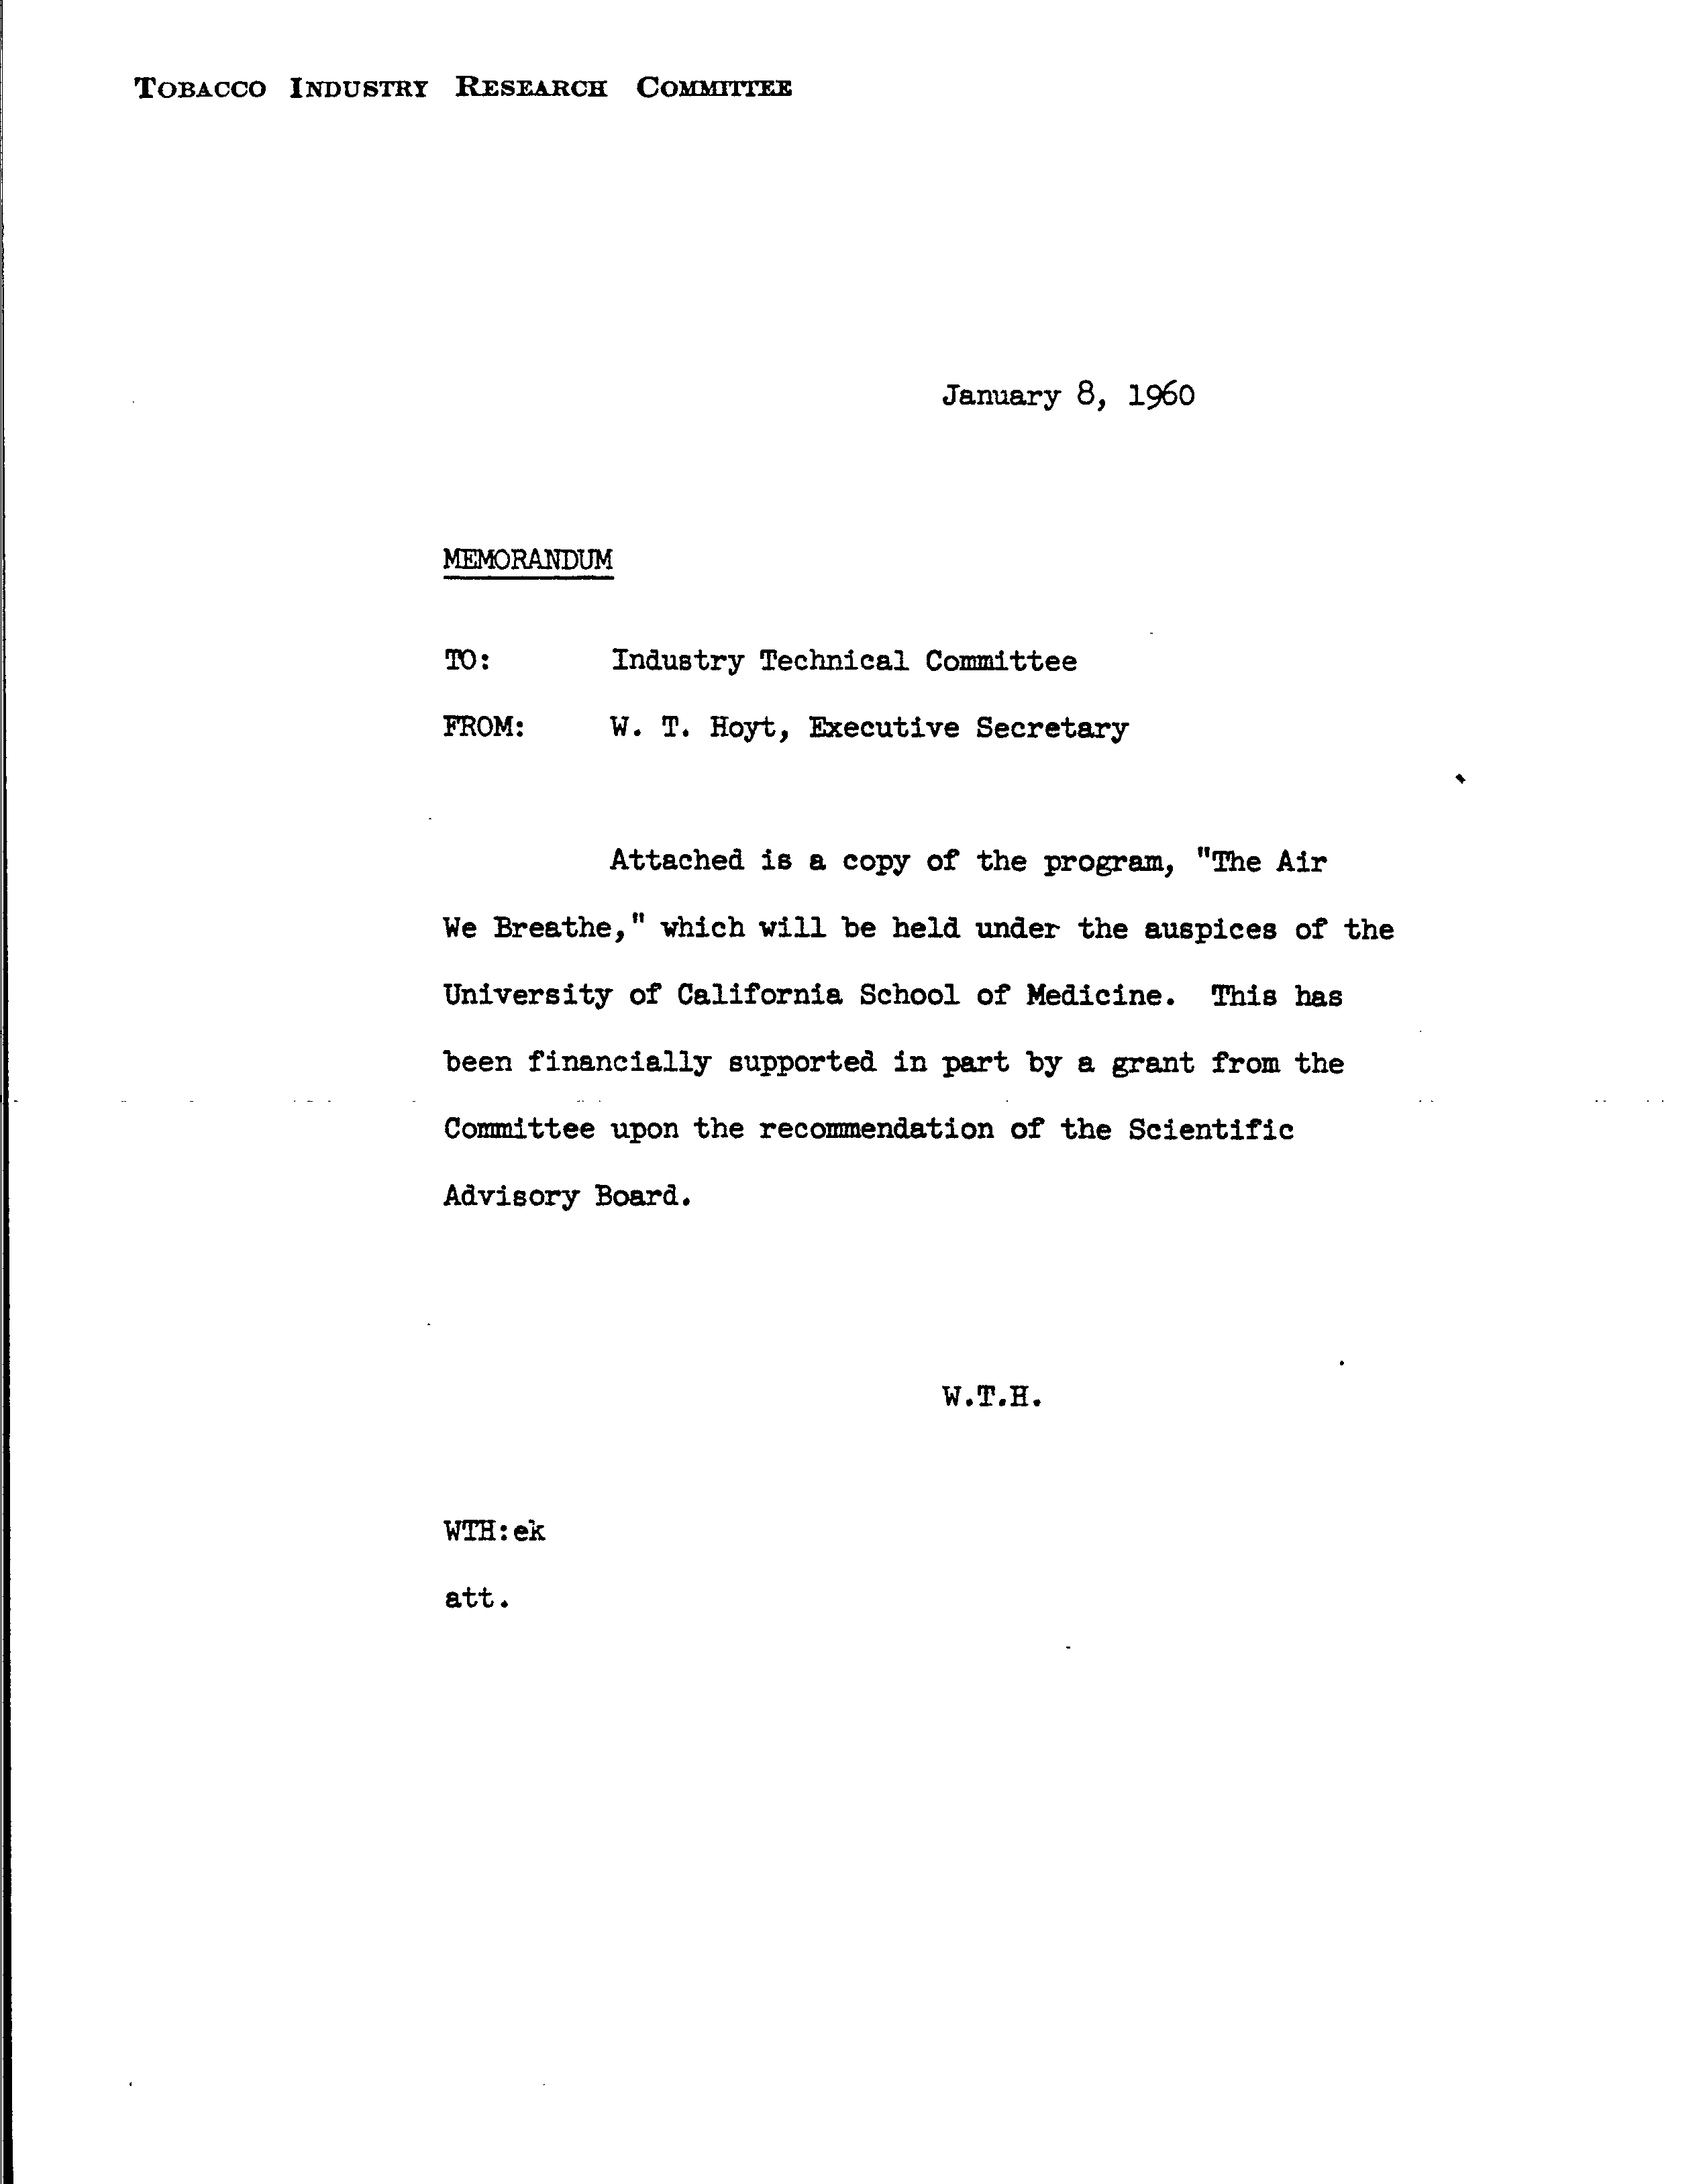 TOBACCO INDUSTRY RESEARCH COMMITTEE
January 8, 1960
MEMORANDUM
TO: Industry Technical Committee
FROM: W. T. Hoyt, Executive Secretary
Attached is a copy of the program, "The Air
We Breathe," which will be held under the auspices of the
University of California School of Medicine. This has
been financially supported in part by a grant from the
Committee upon the recommendation of the Scientific
Advisory Board.
W.T.H.
WTH:ek
att.